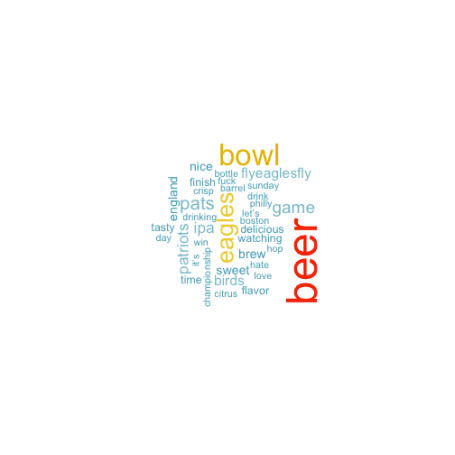 bowl
nice
bottle
flyeaglesfly
finish
fuck
crisp
barrel
sunday
england
pats
eagles
drink
philly
game
drinking
let's
boston
tasty
ipa
delicious
day
patriots
win
watching
beer
hop
it's
championship
brew
hate
sweet
love
time
birds
citrus
flavor